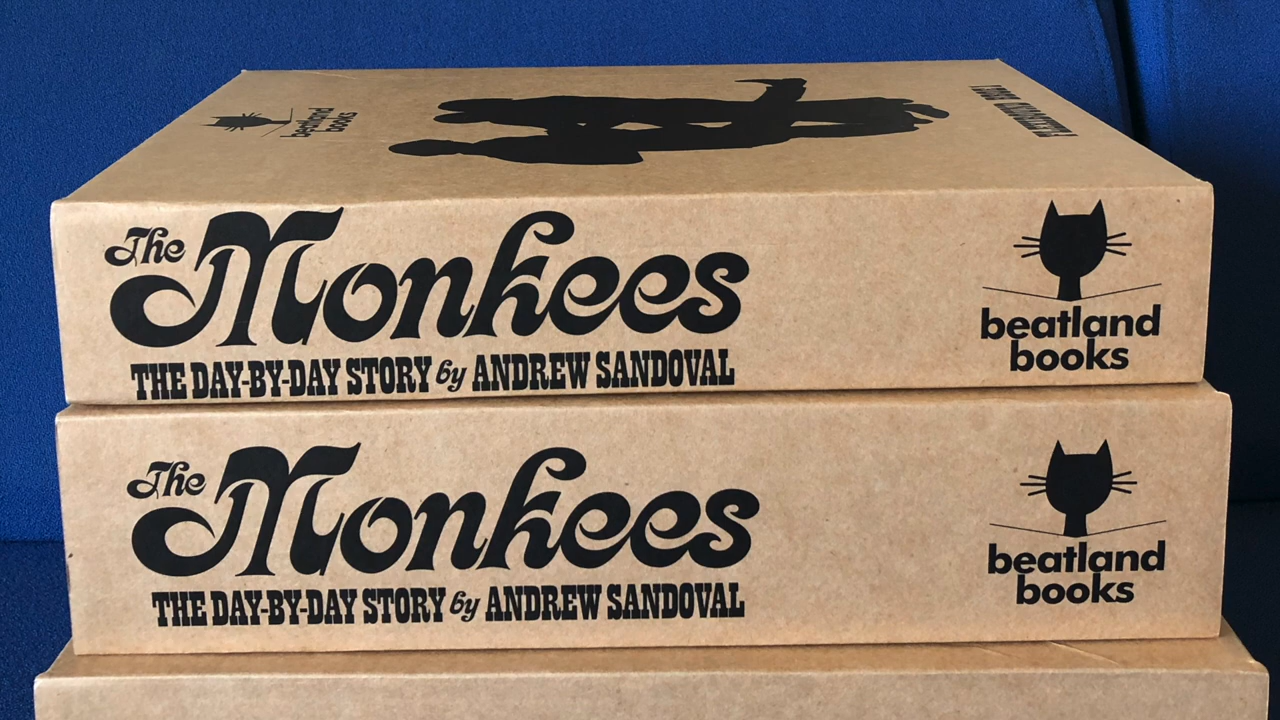 beatland
books
The
Monkees
THE DAY-BY-DAY STORY by ANDREW SANDOVAL
beatland
books
The
Monkees
THE DAY-BY-DAY STORY by ANDREW SANDOVAL
beatland
books